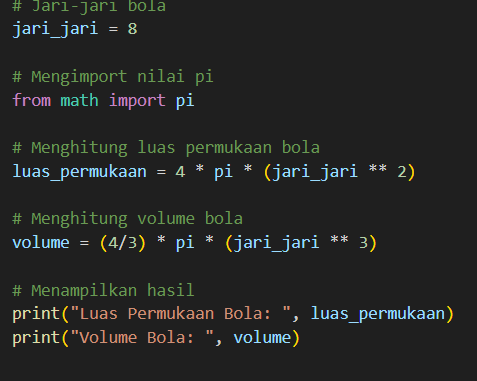 # Jari-jari bola
jari_jari = 8
# Mengimport nilai pi
from math import pi
# Menghitung luas permukaan bola
luas_permukaan = 4 * pi * (jari_jari ** 2)
# Menghitung volume bola
volume = (4/3) * pi * (jari_jari ** 3)
# Menampilkan hasil
print("Luas Permukaan Bola: ", luas_permukaan)
print("Volume Bola: ", volume)